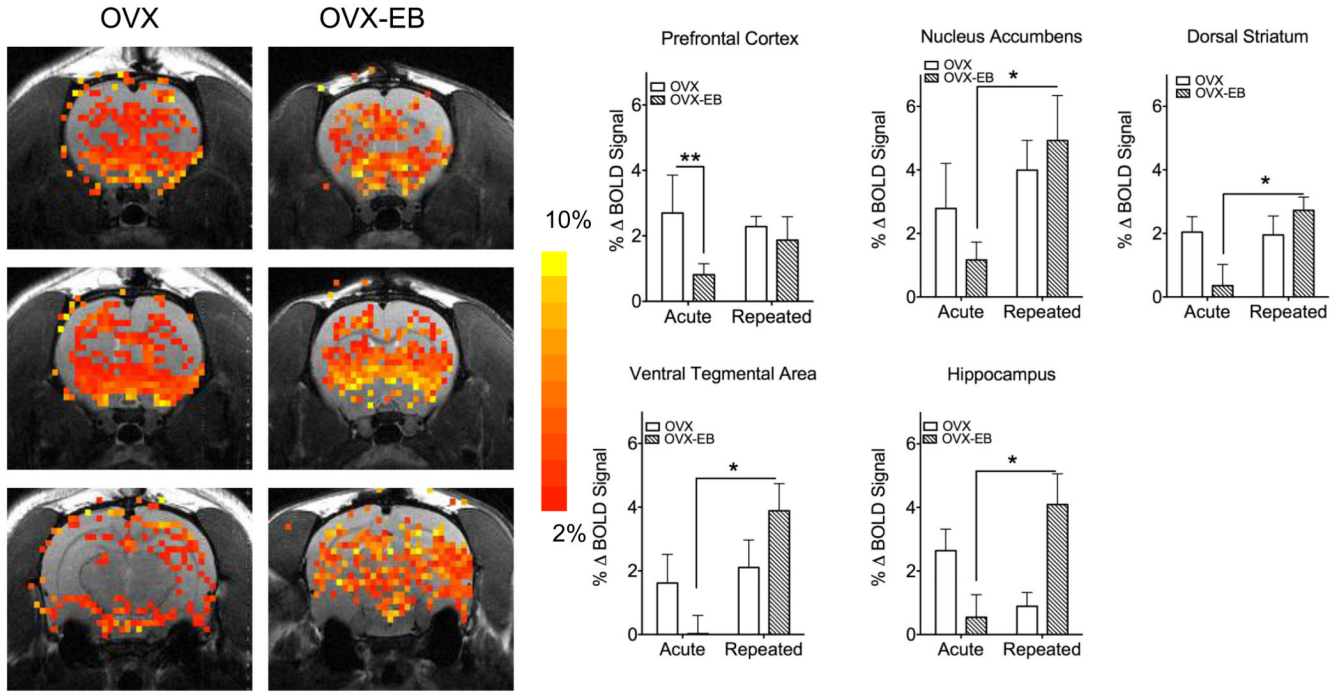 OVX
OVX-EB
10%
2%
Prefrontal Cortex
% Δ BOLD Signal
6
4
2
0
OVX
OVX-EB
**
Acute
Repeated
Nucleus Accumbens
% Δ BOLD Signal
6
4
2
0
OVX
OVX-EB
*
Acute
Repeated
Dorsal Striatum
% Δ BOLD Signal
6
4
2
0
OVX
OVX-EB
*
Acute
Repeated
Ventral Tegmental Area
% Δ BOLD Signal
6
4
2
0
OVX
OVX-EB
*
Acute
Repeated
Hippocampus
% Δ BOLD Signal
6
4
2
0
OVX
OVX-EB
*
Acute
Repeated